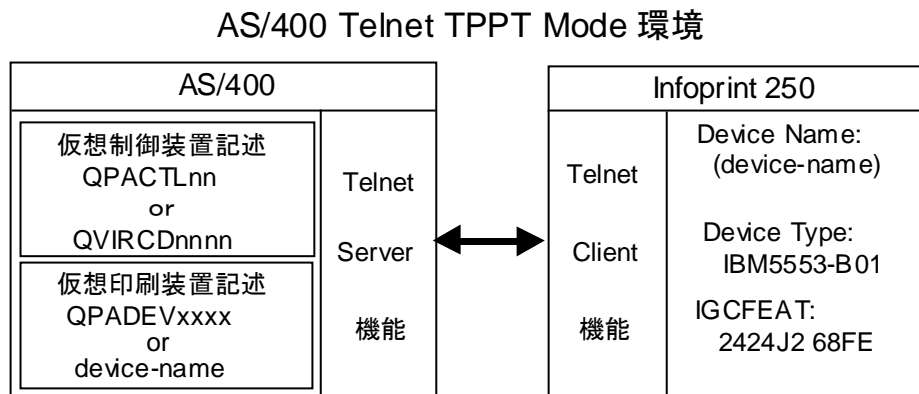 AS/400 Telnet TPPT Mode 環境
AS/400
仮想制御装置記述
QPACTLnn
or
QVIRCDnnnn
仮想印刷装置記述
QPADEVxxxx
or
device-name
Telnet
Server
機能
Infoprint 250
Telnet
Client
機能
Device Name:
(device-name)
Device Type:
IBM5553-B01
IGCFEAT:
2424J2 68FE